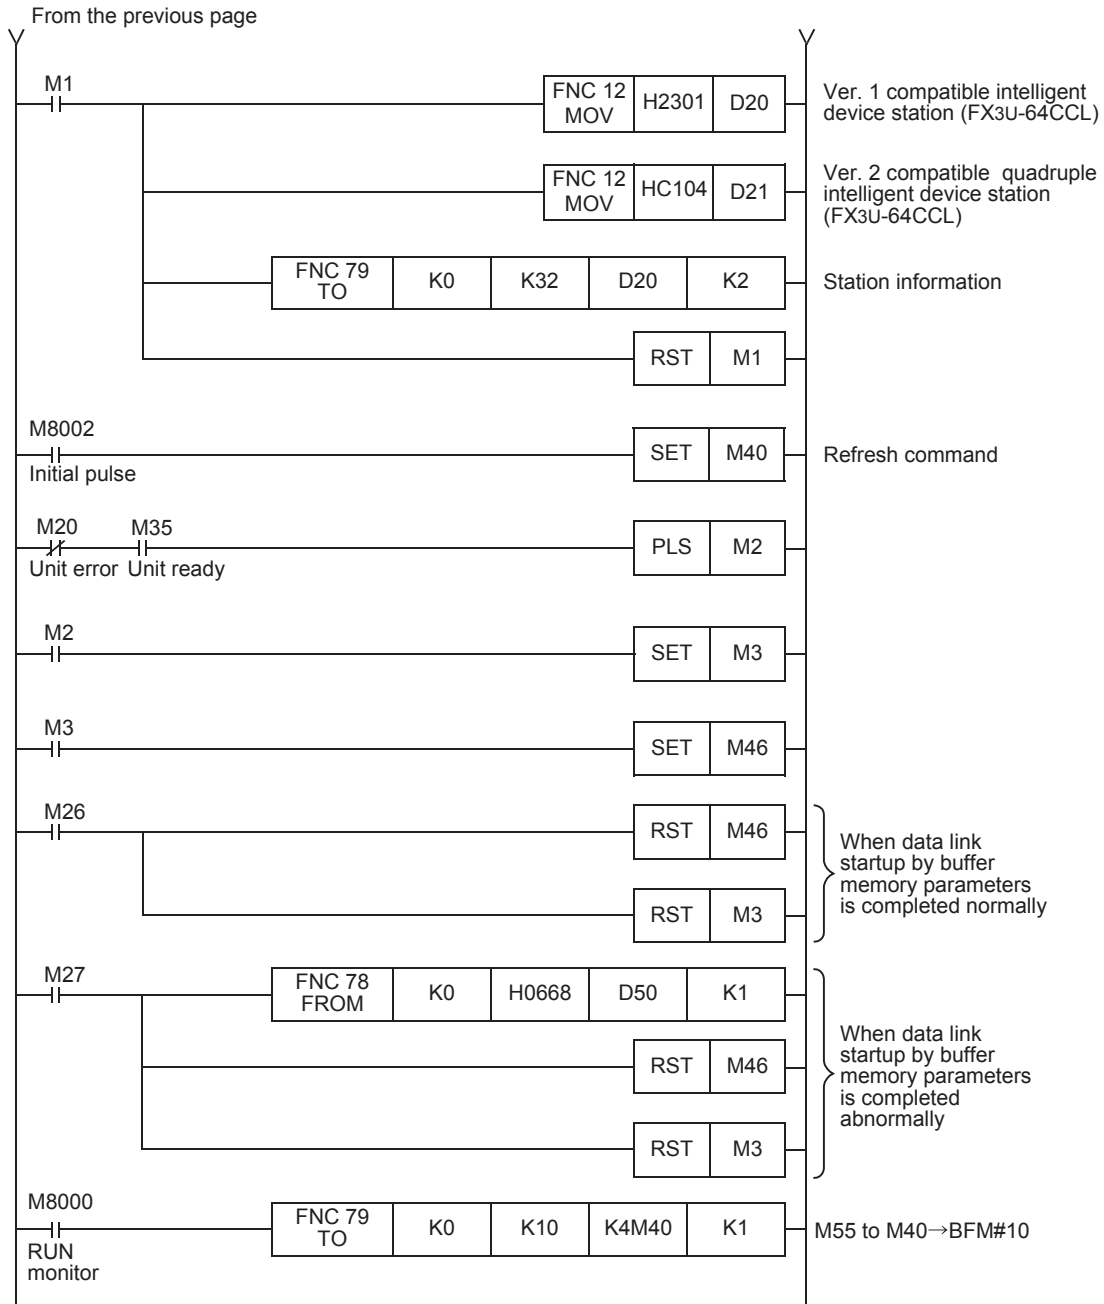 From the previous page
M1
FNC 12
MOV
H2301
D20
Ver. 1 compatible intelligent
device station (FX3U-64CCL)
FNC 12
MOV
HC104
D21
Ver. 2 compatible quadruple
intelligent device station
(FX3U-64CCL)
FNC 79
TO
K0
K32
D20
K2
Station information
RST
M1
M8002
Initial pulse
SET
M40
Refresh command
M20
Unit error
M35
Unit ready
PLS
M2
M2
SET
M3
M3
SET
M46
M26
RST
M46
RST
M3
When data link
startup by buffer
memory parameters
is completed normally
M27
FNC 78
FROM
K0
H0668
D50
K1
RST
M46
RST
M3
When data link
startup by buffer
memory parameters
is completed
abnormally
M8000
RUN
monitor
FNC 79
TO
K0
K10
K4M40
K1
M55 to M40→BFM#10